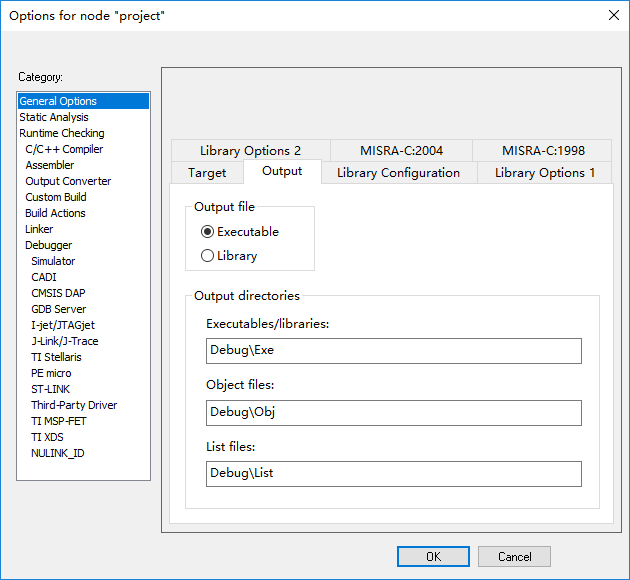 Options for node "project"
Category:
General Options
Static Analysis
Runtime Checking
C/C++ Compiler
Assembler
Output Converter
Custom Build
Build Actions
Linker
Debugger
Simulator
CADI
CMSIS DAP
GDB Server
I-jet/JTAGjet
J-Link/J-Trace
TI Stellaris
PE micro
ST-LINK
Third-Party Driver
TI MSP-FET
TI XDS
NULINK_ID
Library Options 2 MISRA-C:2004 MISRA-C:1998
Target Output Library Configuration Library Options 1
Output file
Executable
Library
Output directories
Executables/libraries:
Debug\Exe
Object files:
Debug\Obj
List files:
Debug\List
OK Cancel